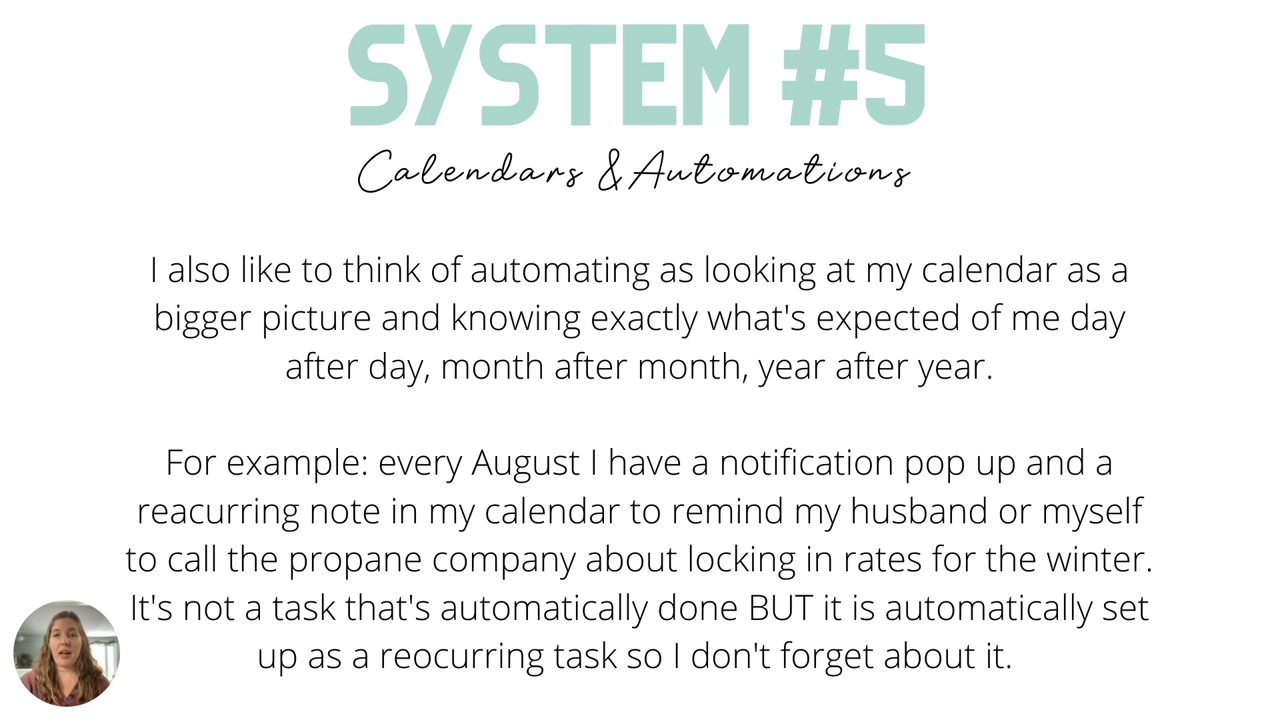 SYSTEM #5
Calendars & Automations
I also like to think of automating as looking at my calendar as a
bigger picture and knowing exactly what's expected of me day
after day, month after month, year after year.
For example: every August I have a notification pop up and a
reacurring note in my calendar to remind my husband or myself
to call the propane company about locking in rates for the winter.
It's not a task that's automatically done BUT it is automatically set
up as a reocurring task so I don't forget about it.